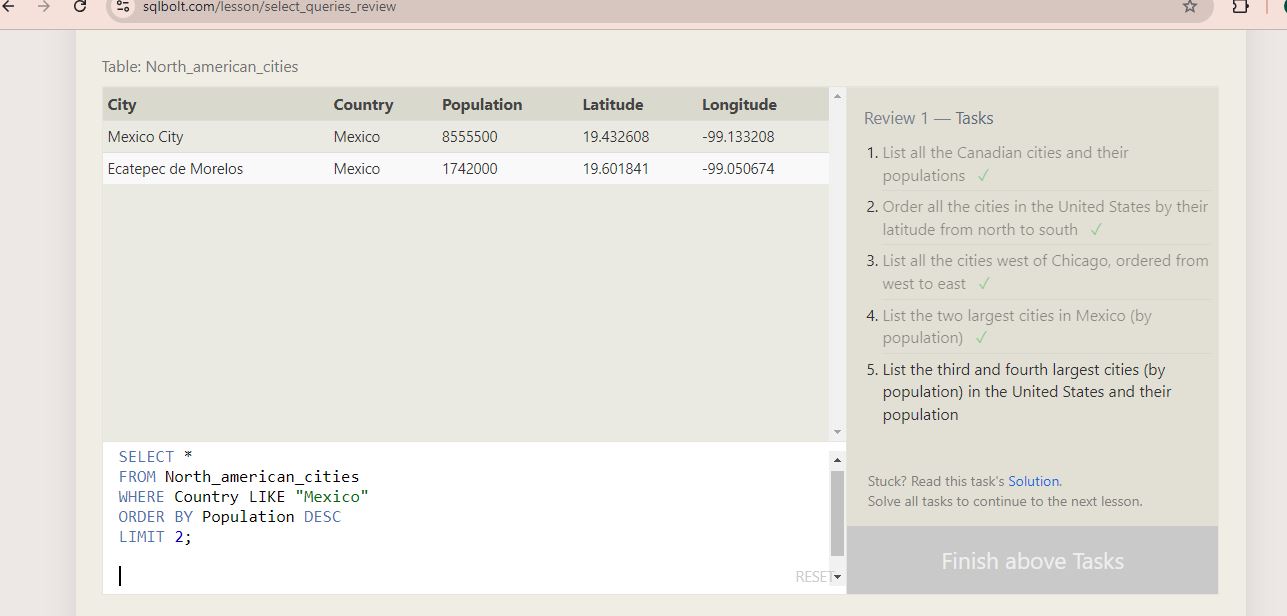 sqlbolt.com/lesson/select_queries_review
Table: North_american_cities
City Country Population Latitude Longitude
Mexico City Mexico 8555500 19.432608 -99.133208
Ecatepec de Morelos Mexico 1742000 19.601841 -99.050674
SELECT *
FROM North_american_cities
WHERE Country LIKE "Mexico"
ORDER BY Population DESC
LIMIT 2;
RESET
Review 1 — Tasks
1. List all the Canadian cities and their
populations ✓
2. Order all the cities in the United States by their
latitude from north to south ✓
3. List all the cities west of Chicago, ordered from
west to east ✓
4. List the two largest cities in Mexico (by
population) ✓
5. List the third and fourth largest cities (by
population) in the United States and their
population
Stuck? Read this task's Solution.
Solve all tasks to continue to the next lesson.
Finish above Tasks